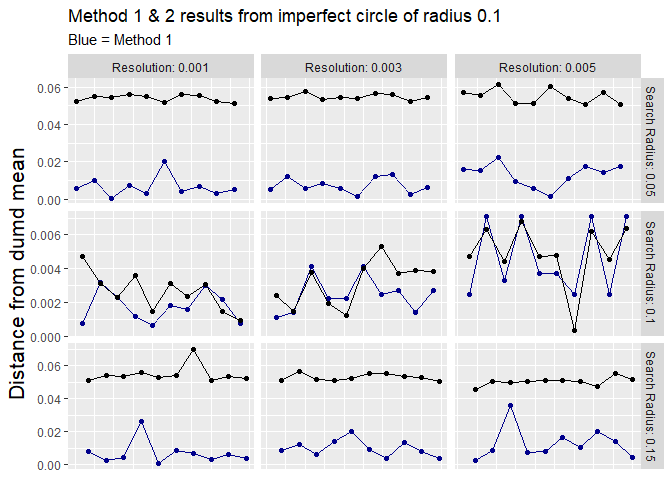 Method 1 & 2 results from imperfect circle of radius 0.1
Blue = Method 1
Resolution: 0.001
Resolution: 0.003
Resolution: 0.005
Distance from dumd mean
0.06
0.04
0.02
0.00
Search Radius: 0.05
0.006
0.004
0.002
0.000
Search Radius: 0.1
0.06
0.04
0.02
0.00
Search Radius: 0.15